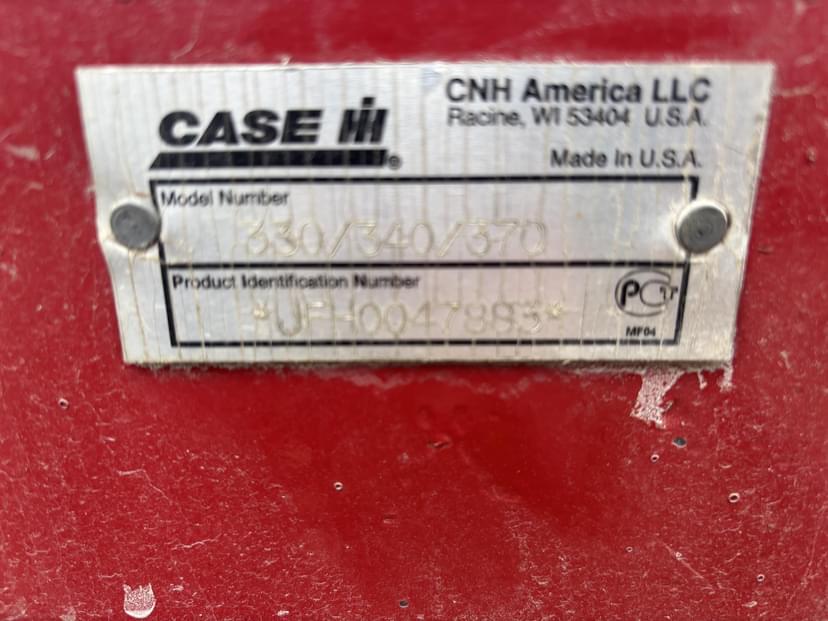 CASE IH®
CNH America LLC
Racine, WI 53404 U.S.A.
Made In U.S.A.
Model Number
330/340/370
Product Identification Number
*JFH0047883*
PCT
MF04